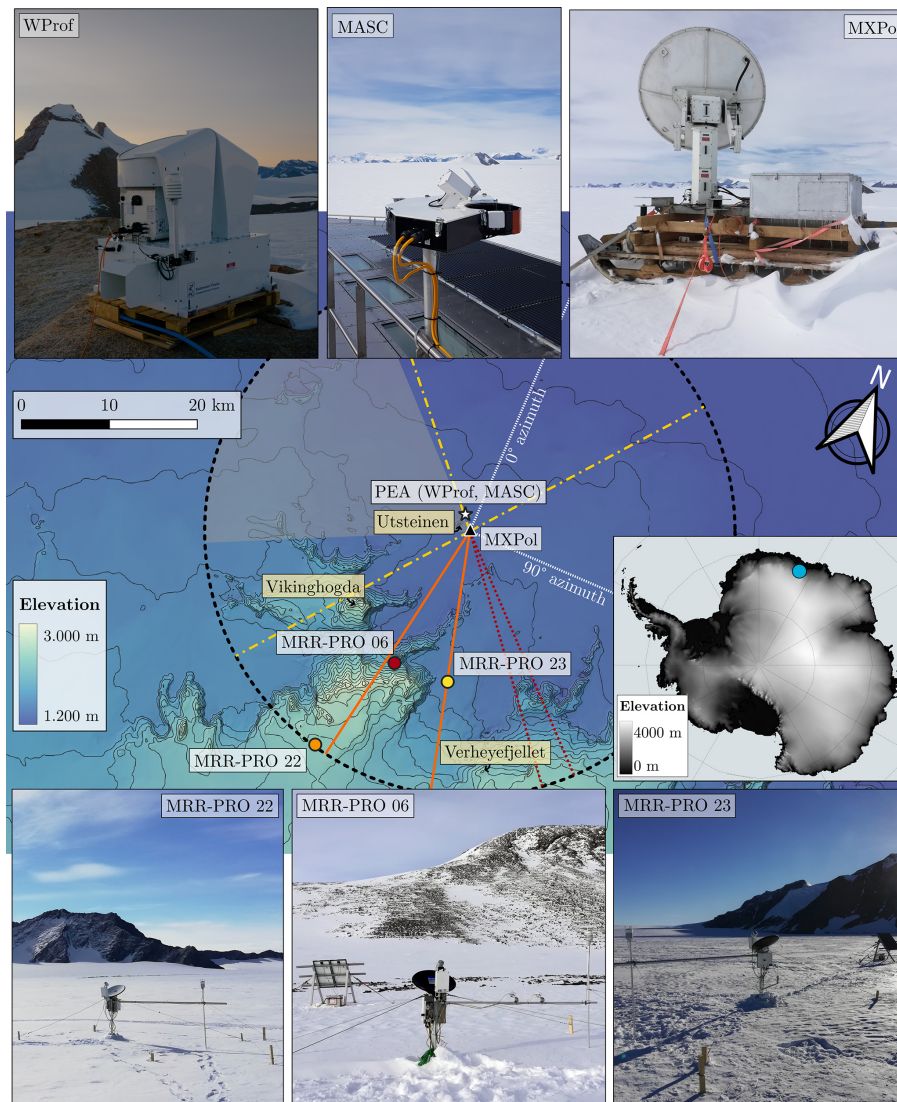 WProf
MASC
MXPol
N
0 10 20 km
0° azimuth
PEA (WProf, MASC)
Utsteinen
MXPol
90° azimuth
Vikinghogda
Elevation
3.000 m
1.200 m
MRR-PRO 06
MRR-PRO 23
MRR-PRO 22
Verheyefjellet
Elevation
4000 m
0 m
MRR-PRO 22
MRR-PRO 06
MRR-PRO 23